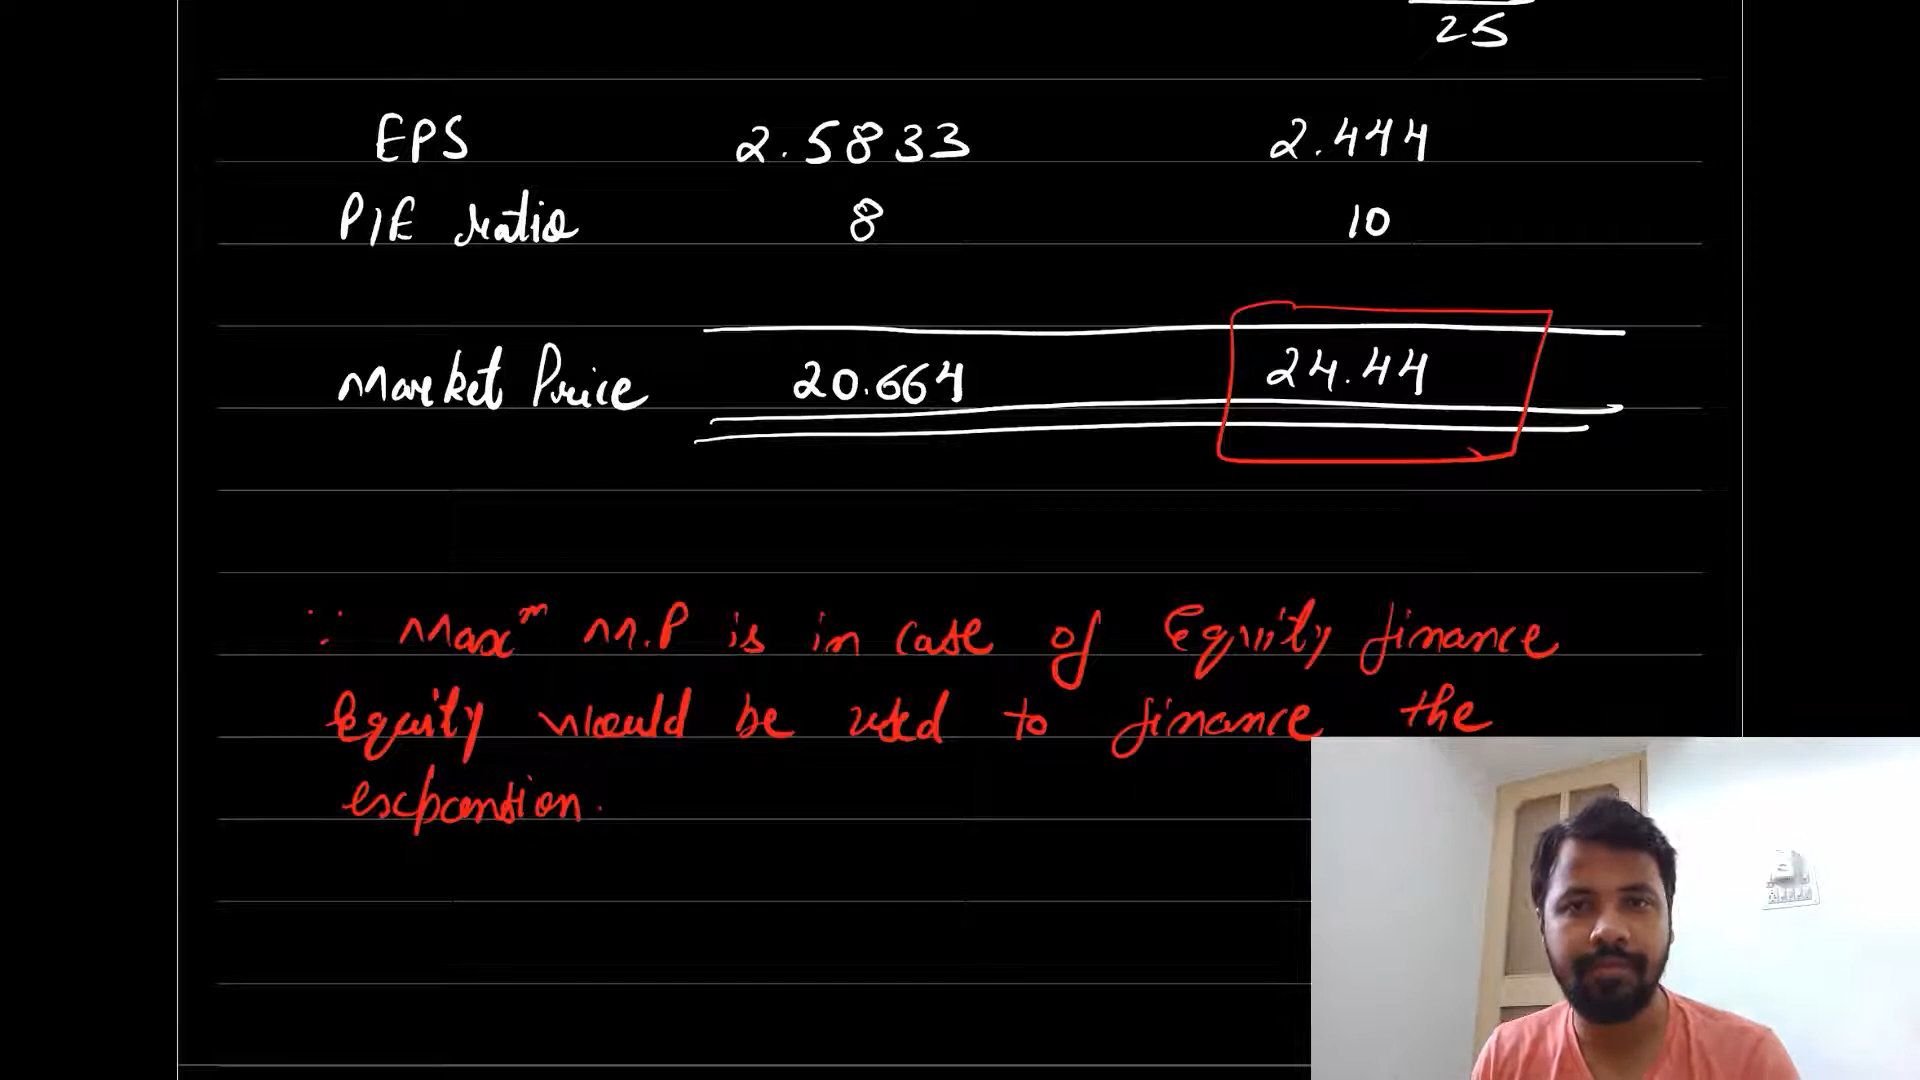 25
EPS 2.5833 2.444
P/E ratio 8 10
Market Price 20.664 24.44
∵ Maxᵐ M.P is in case of Equity finance
Equity would be used to finance the
expansion.